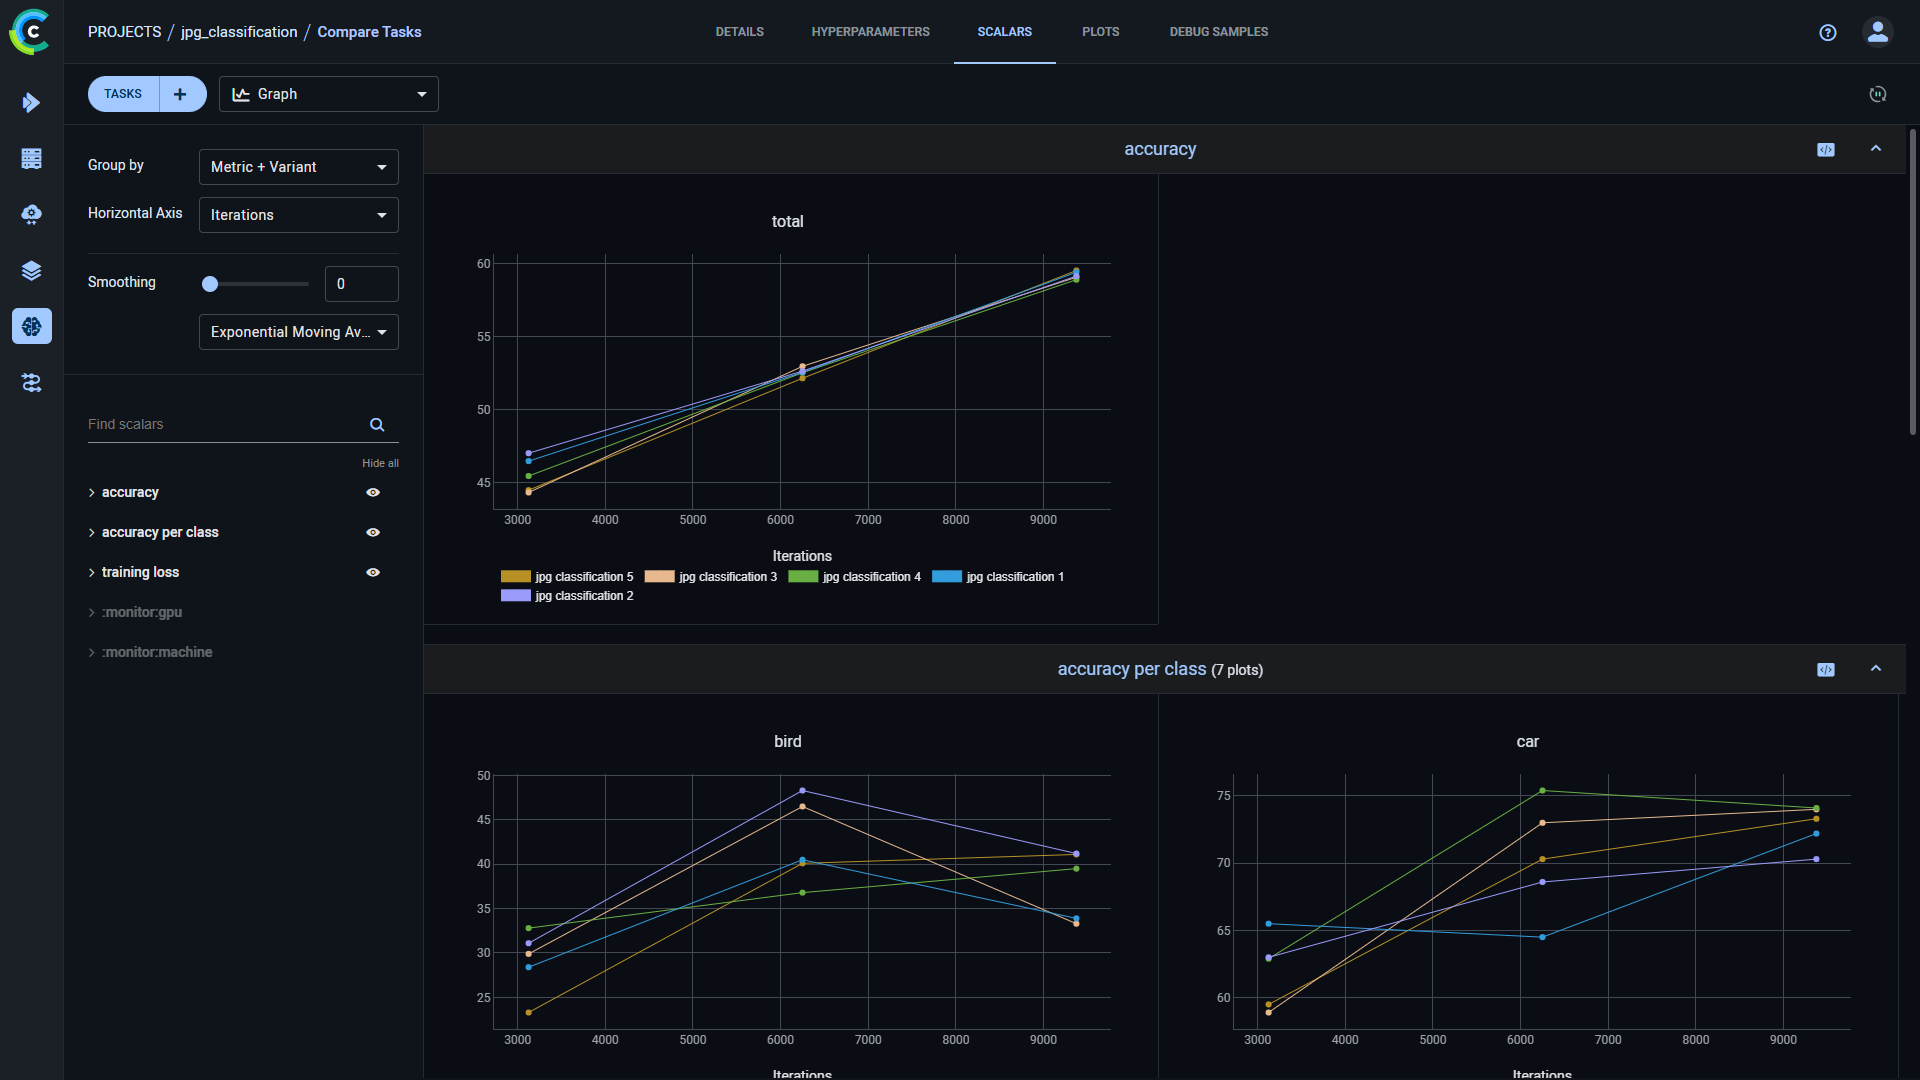 PROJECTS / jpg_classification / Compare Tasks
DETAILS HYPERPARAMETERS SCALARS PLOTS DEBUG SAMPLES
TASKS + Graph
Group by Metric + Variant
Horizontal Axis Iterations
Smoothing 0
Exponential Moving Av...
Find scalars
Hide all
accuracy
accuracy per class
training loss
:monitor:gpu
:monitor:machine
accuracy
total
60
55
50
45
3000 4000 5000 6000 7000 8000 9000
Iterations
jpg classification 5 jpg classification 3 jpg classification 4 jpg classification 1
jpg classification 2
accuracy per class (7 plots)
bird
50
45
40
35
30
25
3000 4000 5000 6000 7000 8000 9000
Iterations
car
75
70
65
60
3000 4000 5000 6000 7000 8000 9000
Iterations